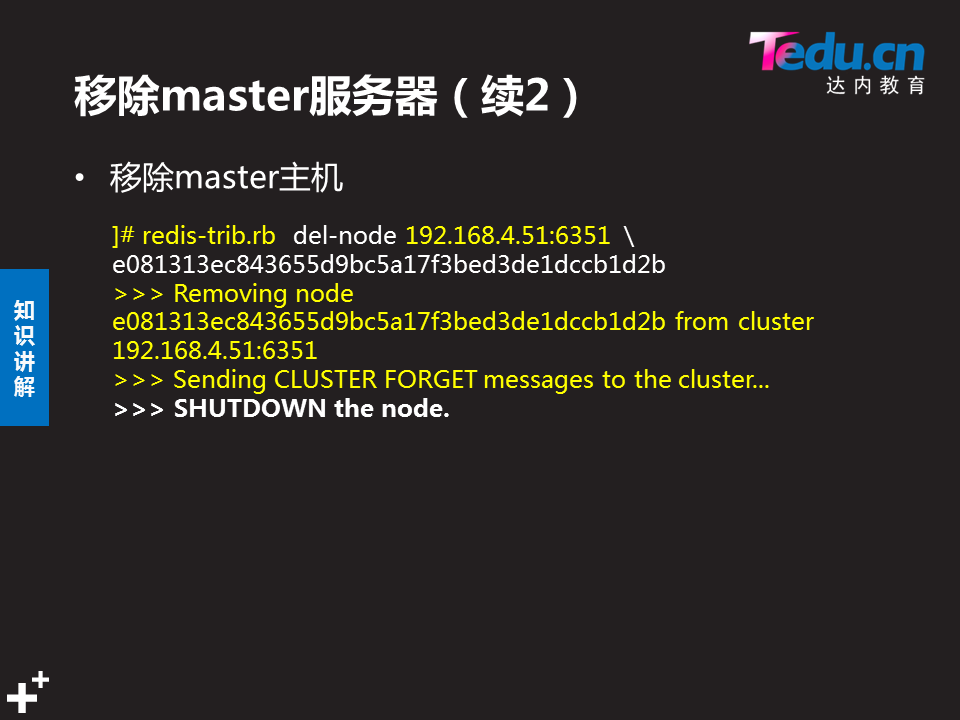 Tedu.cn
达内教育
移除master服务器（续2）
• 移除master主机
]# redis-trib.rb del-node 192.168.4.51:6351 \
e081313ec843655d9bc5a17f3bed3de1dccb1d2b
>>> Removing node
e081313ec843655d9bc5a17f3bed3de1dccb1d2b from cluster
192.168.4.51:6351
>>> Sending CLUSTER FORGET messages to the cluster...
>>> SHUTDOWN the node.
知识讲解